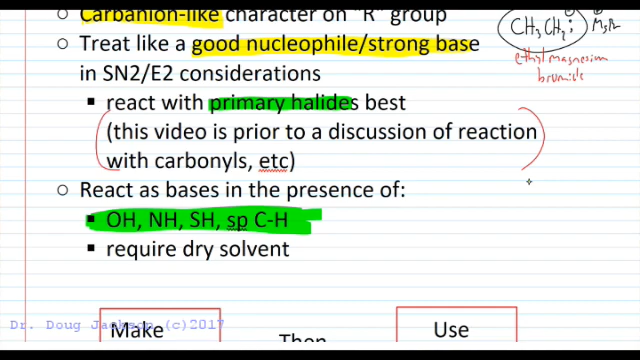 Carbanion-like character on "R" group
Treat like a good nucleophile/strong base
in SN2/E2 considerations
react with primary halides best
(this video is prior to a discussion of reaction
with carbonyls, etc)
React as bases in the presence of:
OH, NH, SH, sp C-H
require dry solvent
CH3CH2: MgBr
ethyl magnesium
bromide
Make
Then
Use
Dr. Doug Jackson (c)2017